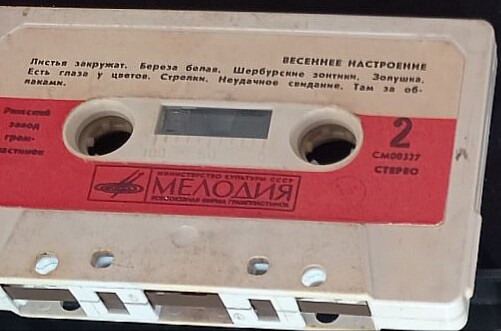 ВЕСЕННЕЕ НАСТРОЕНИЕ
Листья закружат. Береза белая. Шербурские зонтики. Золушка.
Есть глаза у цветов. Стрелки. Неудачное свидание. Там за об-
лаками.
Рижский
завод
грам-
пластинок
2
СМ00337
СТЕРЕО
МИНИСТЕРСТВО КУЛЬТУРЫ СССР
МЕЛОДИЯ
ВСЕСОЮЗНАЯ ФИРМА ГРАМПЛАСТИНОК